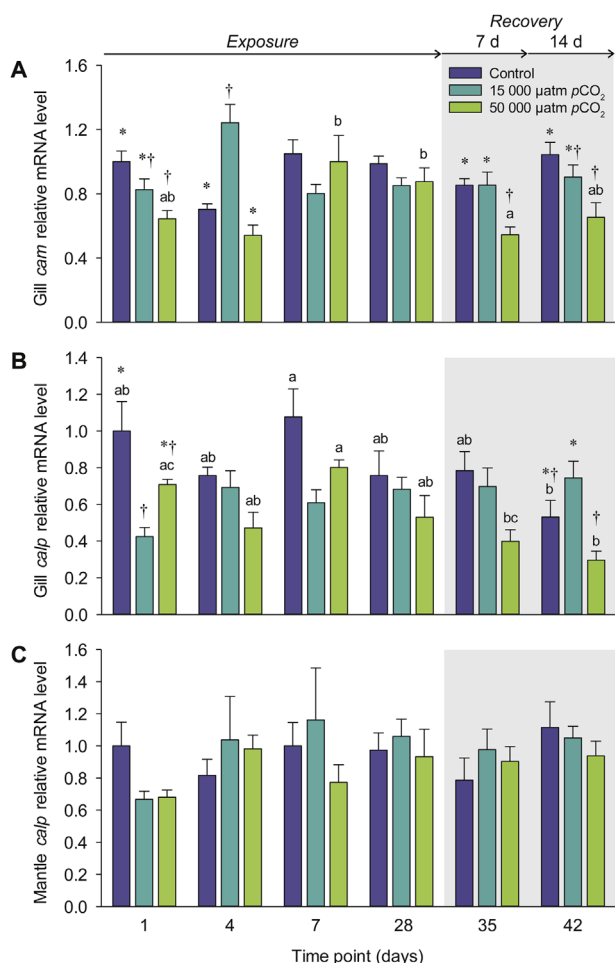 Recovery
Exposure 7 d 14 d
A
Control
15 000 µatm pCO2
50 000 µatm pCO2
Gill cam relative mRNA level
1.6
1.2
0.8
0.4
0.0
* *† † ab
* † *
b
b
* * † a
* *† † ab
B
Gill calp relative mRNA level
1.4
1.2
1.0
0.8
0.6
0.4
0.2
0.0
* ab † *† ac
ab ab
a a
ab ab
ab bc
*† b * † b
C
Mantle calp relative mRNA level
1.6
1.4
1.2
1.0
0.8
0.6
0.4
0.2
0.0
1 4 7 28 35 42
Time point (days)